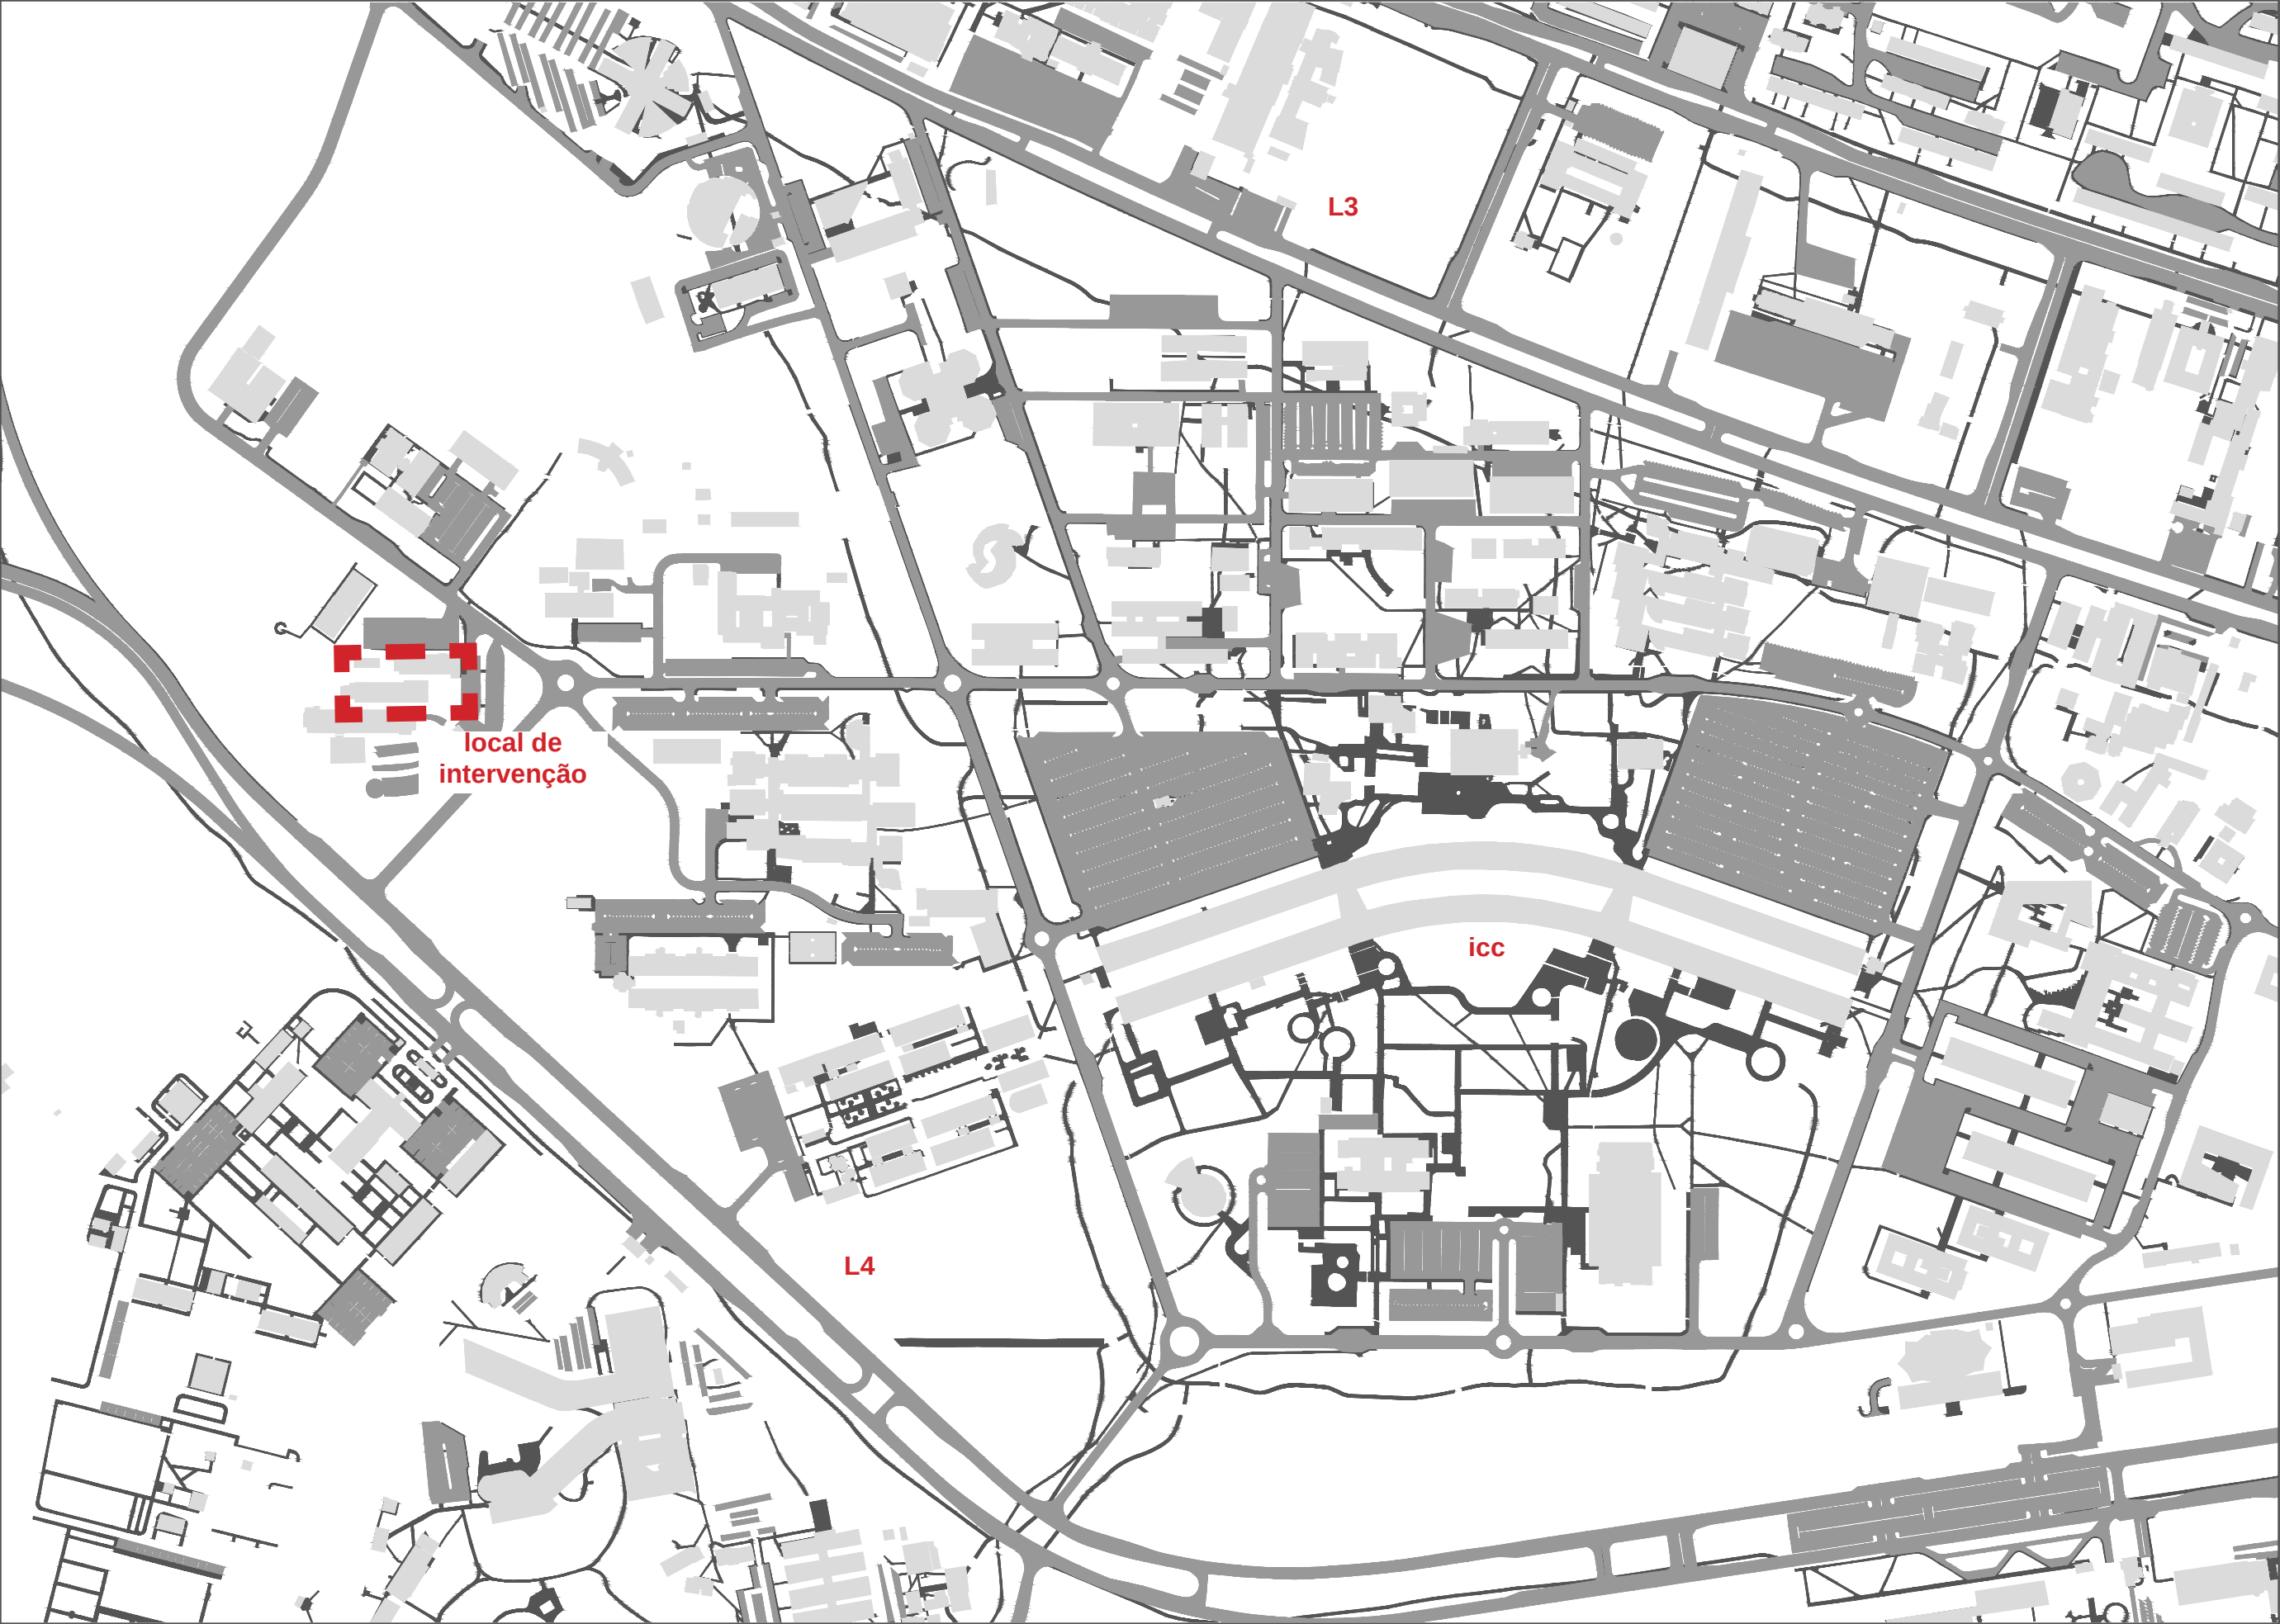 L3
local de
intervenção
icc
L4